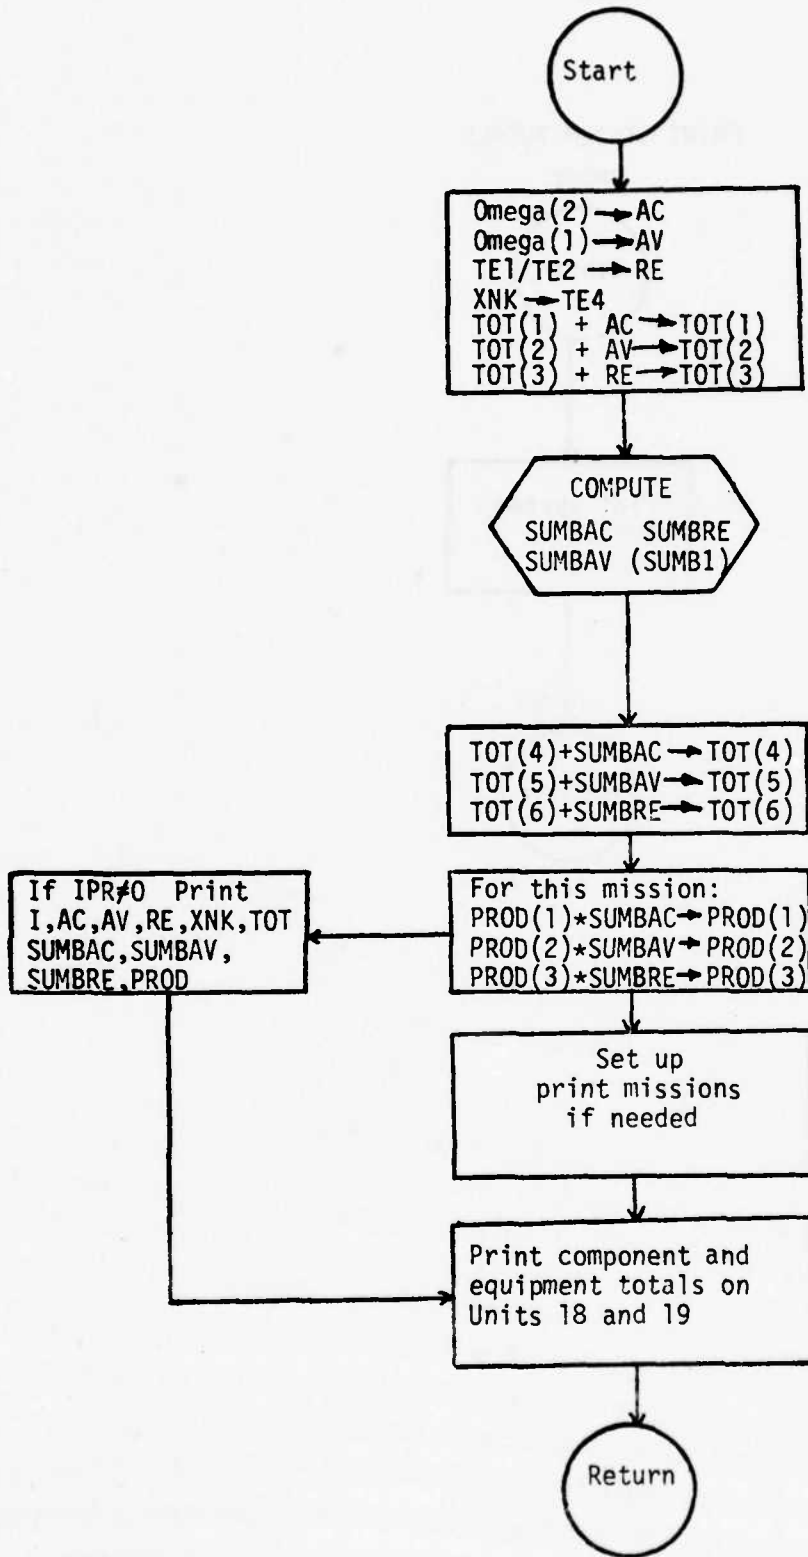 Start
Omega(2)→AC
Omega(1)→AV
TE1/TE2→RE
XNK→TE4
TOT(1) + AC→TOT(1)
TOT(2) + AV→TOT(2)
TOT(3) + RE→TOT(3)
COMPUTE
SUMBAC SUMBRE
SUMBAV (SUMB1)
TOT(4)+SUMBAC→TOT(4)
TOT(5)+SUMBAV→TOT(5)
TOT(6)+SUMBRE→TOT(6)
For this mission:
PROD(1)*SUMBAC→PROD(1)
PROD(2)*SUMBAV→PROD(2)
PROD(3)*SUMBRE→PROD(3)
If IPR≠0 Print
I,AC,AV,RE,XNK,TOT
SUMBAC,SUMBAV,
SUMBRE,PROD
Set up
print missions
if needed
Print component and
equipment totals on
Units 18 and 19
Return